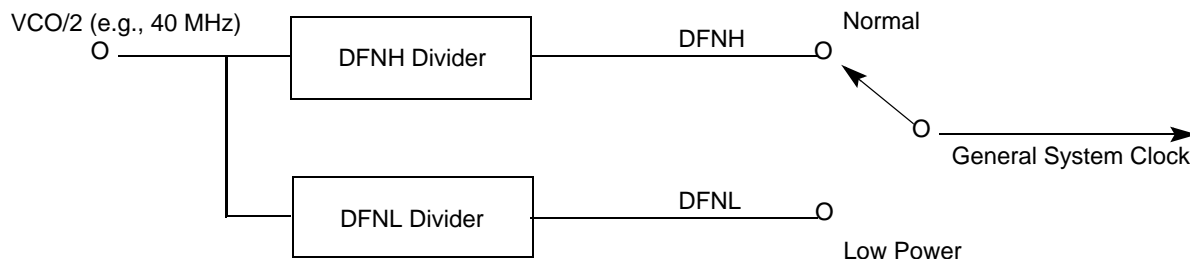 VCO/2 (e.g., 40 MHz)
Normal
DFNH Divider
DFNH
General System Clock
DFNL Divider
DFNL
Low Power